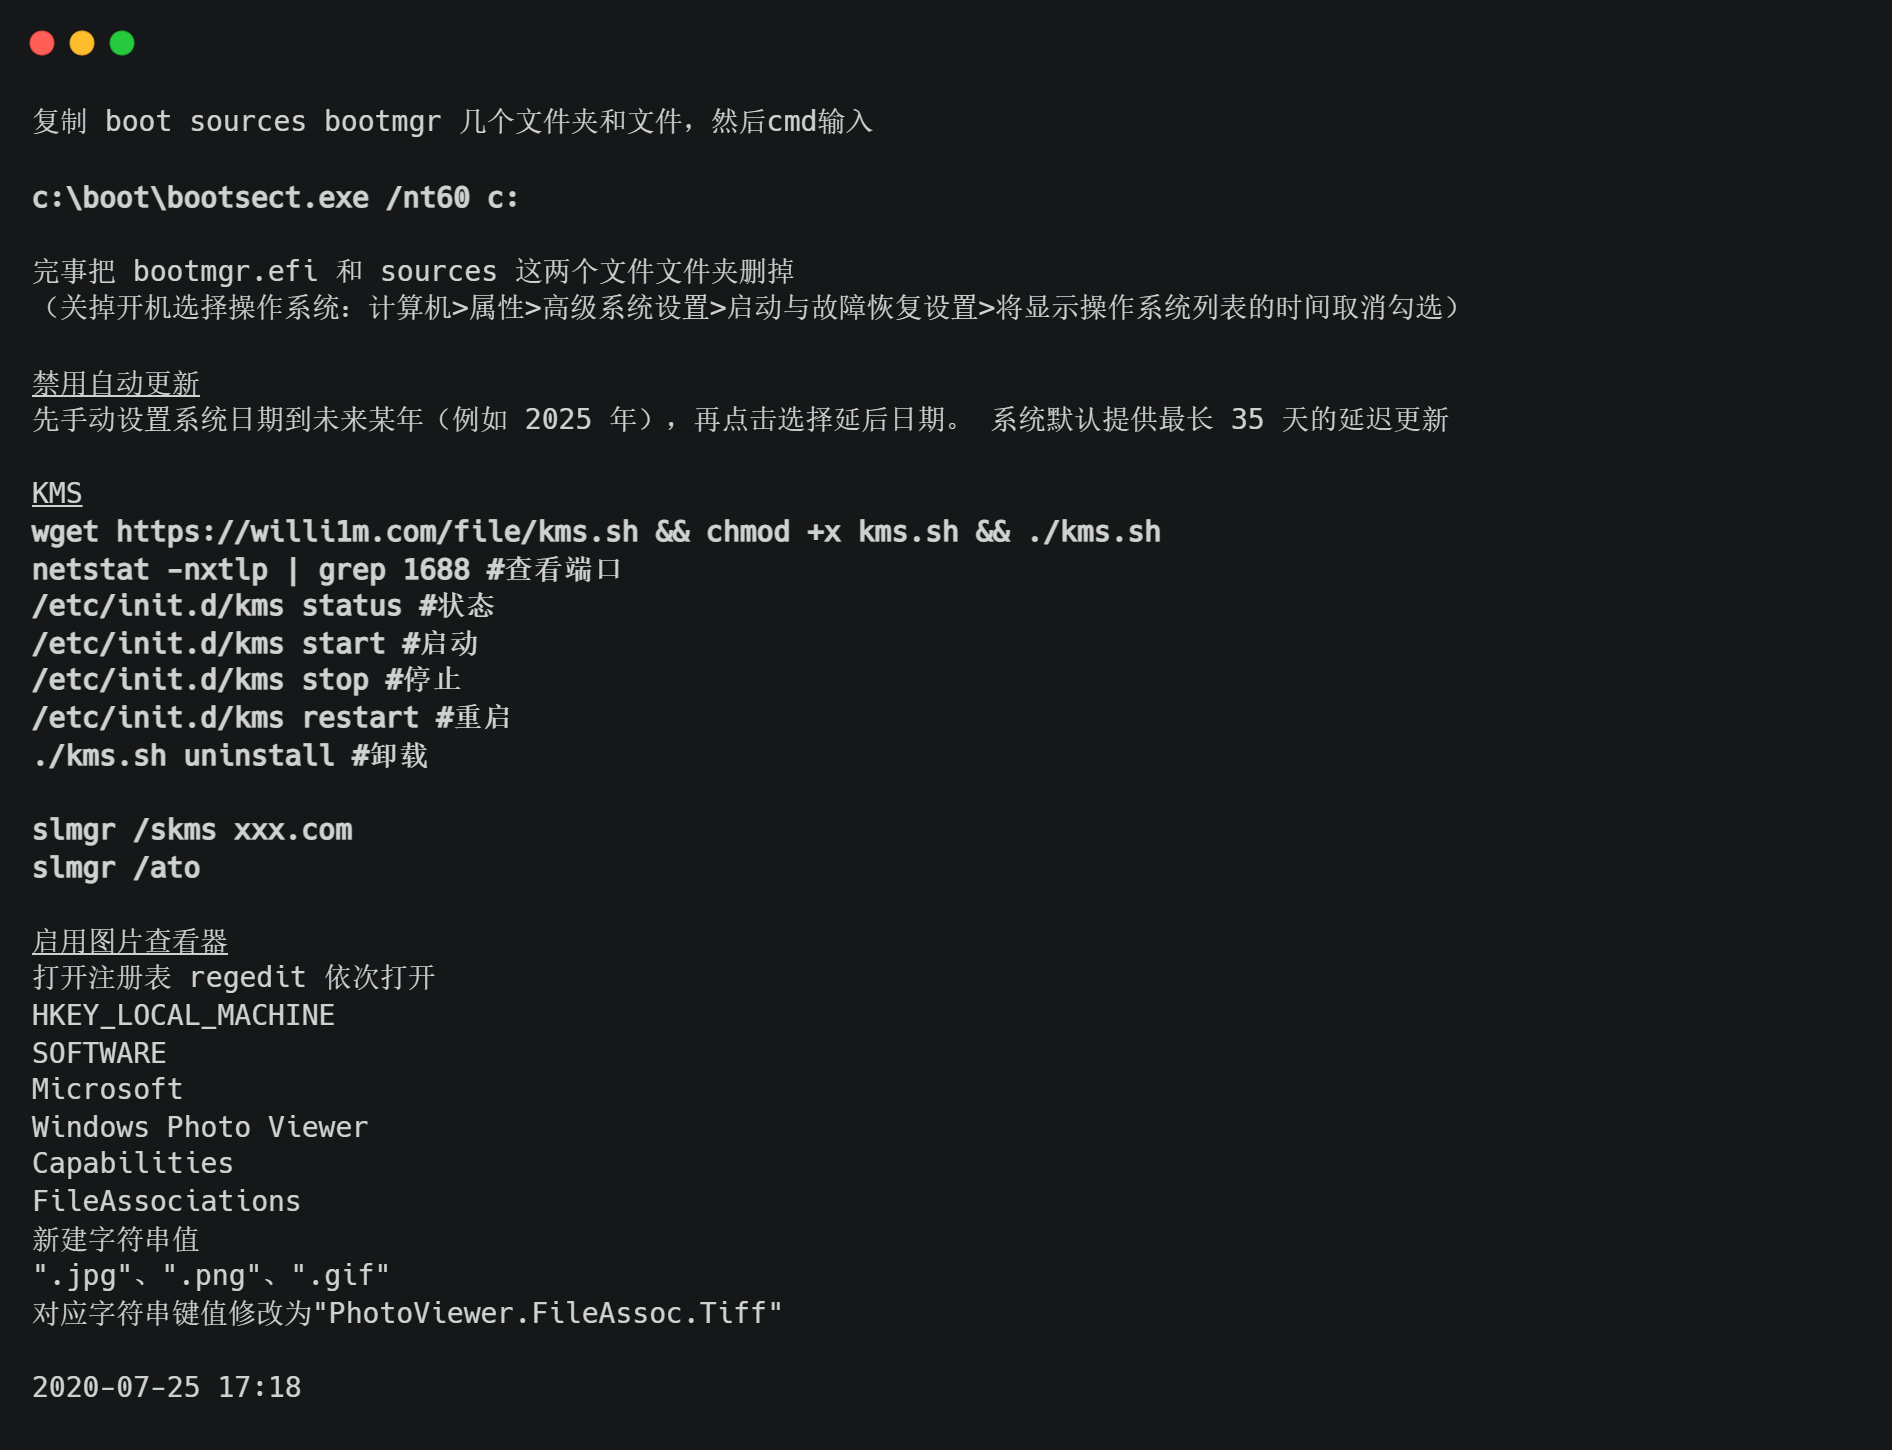 复制 boot sources bootmgr 几个文件夹和文件，然后cmd输入
c:\boot\bootsect.exe /nt60 c:
完事把 bootmgr.efi 和 sources 这两个文件文件夹删掉
（关掉开机选择操作系统：计算机>属性>高级系统设置>启动与故障恢复设置>将显示操作系统列表的时间取消勾选）
禁用自动更新
先手动设置系统日期到未来某年（例如 2025 年），再点击选择延后日期。 系统默认提供最长 35 天的延迟更新
KMS
wget https://willi1m.com/file/kms.sh && chmod +x kms.sh && ./kms.sh
netstat -nxtlp | grep 1688 #查看端口
/etc/init.d/kms status #状态
/etc/init.d/kms start #启动
/etc/init.d/kms stop #停止
/etc/init.d/kms restart #重启
./kms.sh uninstall #卸载
slmgr /skms xxx.com
slmgr /ato
启用图片查看器
打开注册表 regedit 依次打开
HKEY_LOCAL_MACHINE
SOFTWARE
Microsoft
Windows Photo Viewer
Capabilities
FileAssociations
新建字符串值
".jpg"、".png"、".gif"
对应字符串键值修改为"PhotoViewer.FileAssoc.Tiff"
2020-07-25 17:18